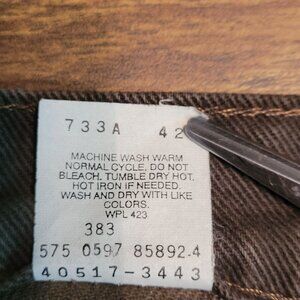 733A 42
MACHINE WASH WARM
NORMAL CYCLE. DO NOT
BLEACH. TUMBLE DRY HOT.
HOT IRON IF NEEDED.
WASH AND DRY WITH LIKE
COLORS.
WPL 423
383
575 0597 85892-4
40517-3443